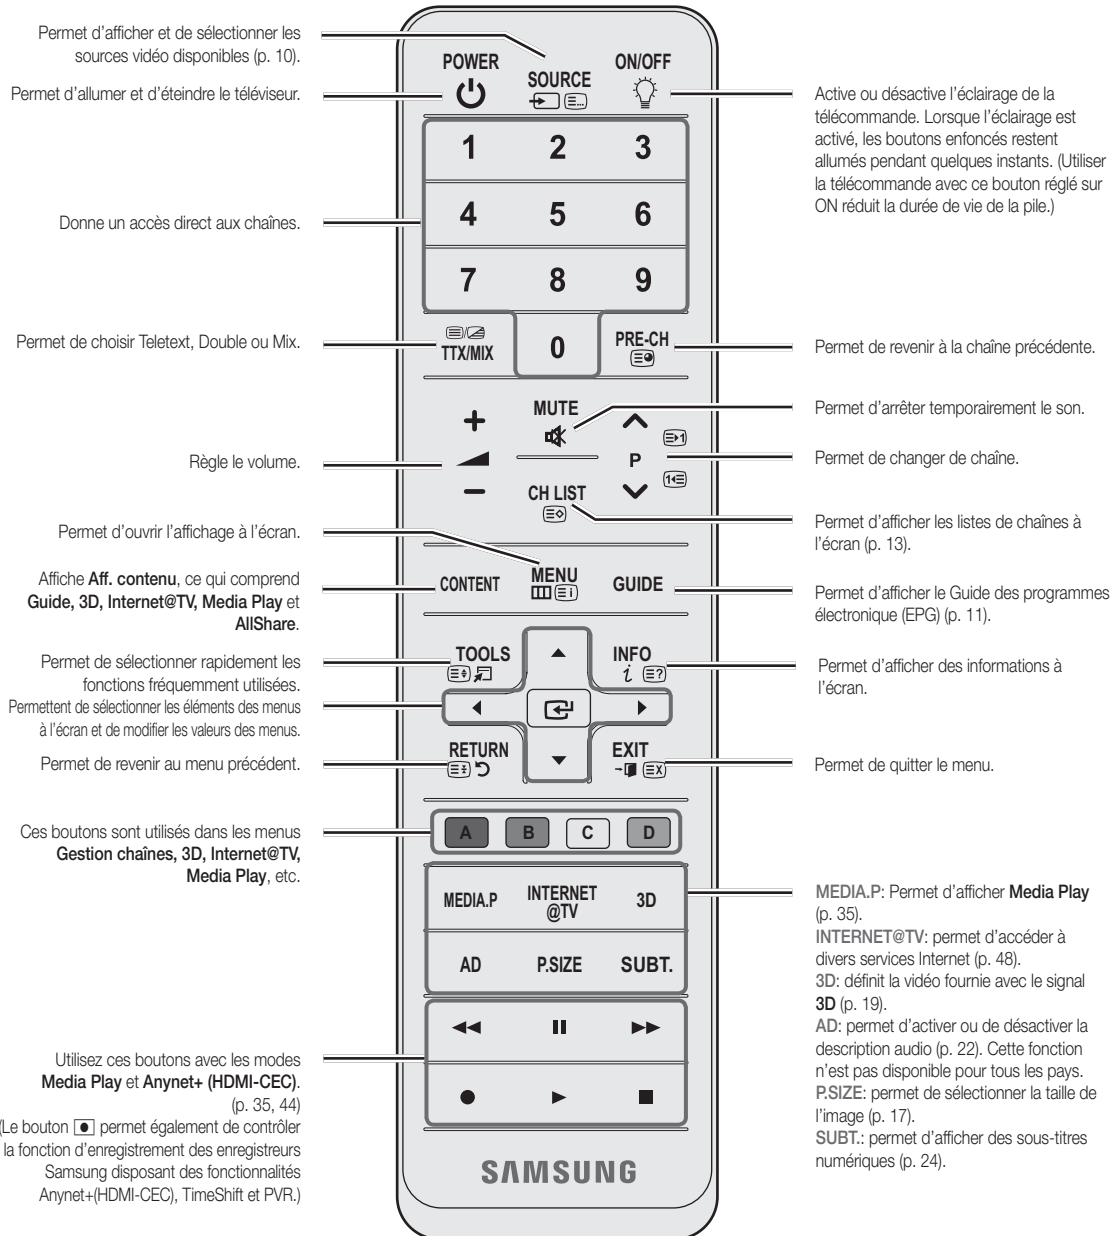 Permet d'afficher et de sélectionner les
sources vidéo disponibles (p. 10).
Permet d'allumer et d'éteindre le téléviseur.
Donne un accès direct aux chaînes.
Permet de choisir Teletext, Double ou Mix.
Règle le volume.
Permet d'ouvrir l'affichage à l'écran.
Affiche Aff. contenu, ce qui comprend
Guide, 3D, Internet@TV, Media Play et
AllShare.
Permet de sélectionner rapidement les
fonctions fréquemment utilisées.
Permettent de sélectionner les éléments des menus
à l'écran et de modifier les valeurs des menus.
Permet de revenir au menu précédent.
Ces boutons sont utilisés dans les menus
Gestion chaînes, 3D, Internet@TV,
Media Play, etc.
Utilisez ces boutons avec les modes
Media Play et Anynet+ (HDMI-CEC).
(p. 35, 44)
(Le bouton permet également de contrôler
la fonction d'enregistrement des enregistreurs
Samsung disposant des fonctionnalités
Anynet+(HDMI-CEC), TimeShift et PVR.)
POWER
SOURCE
ON/OFF
1 2 3
4 5 6
7 8 9
TTX/MIX
0
PRE-CH
MUTE
P
CH LIST
CONTENT
MENU
GUIDE
TOOLS
INFO
RETURN
EXIT
A B C D
MEDIA.P
INTERNET
@TV
3D
AD
P.SIZE
SUBT.
SAMSUNG
Active ou désactive l'éclairage de la
télécommande. Lorsque l'éclairage est
activé, les boutons enfoncés restent
allumés pendant quelques instants. (Utiliser
la télécommande avec ce bouton réglé sur
ON réduit la durée de vie de la pile.)
Permet de revenir à la chaîne précédente.
Permet d'arrêter temporairement le son.
Permet de changer de chaîne.
Permet d'afficher les listes de chaînes à
l'écran (p. 13).
Permet d'afficher le Guide des programmes
électronique (EPG) (p. 11).
Permet d'afficher des informations à
l'écran.
Permet de quitter le menu.
MEDIA.P: Permet d'afficher Media Play
(p. 35).
INTERNET@TV: permet d'accéder à
divers services Internet (p. 48).
3D: définit la vidéo fournie avec le signal
3D (p. 19).
AD: permet d'activer ou de désactiver la
description audio (p. 22). Cette fonction
n'est pas disponible pour tous les pays.
P.SIZE: permet de sélectionner la taille de
l'image (p. 17).
SUBT.: permet d'afficher des sous-titres
numériques (p. 24).